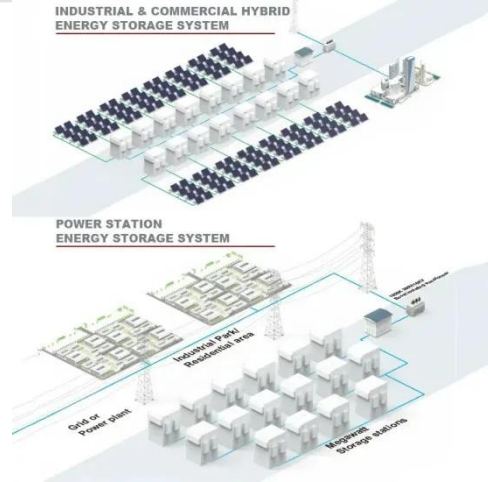 INDUSTRIAL & COMMERCIAL HYBRID
ENERGY STORAGE SYSTEM
POWER STATION
ENERGY STORAGE SYSTEM
Industrial Park/
Residential area
Grid or
Power plant
Megawatt
Storage stations